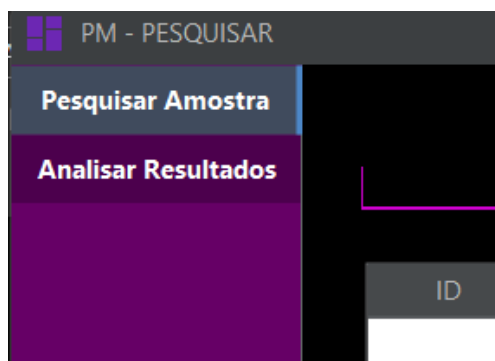 PM - PESQUISAR
Pesquisar Amostra
Analisar Resultados
ID